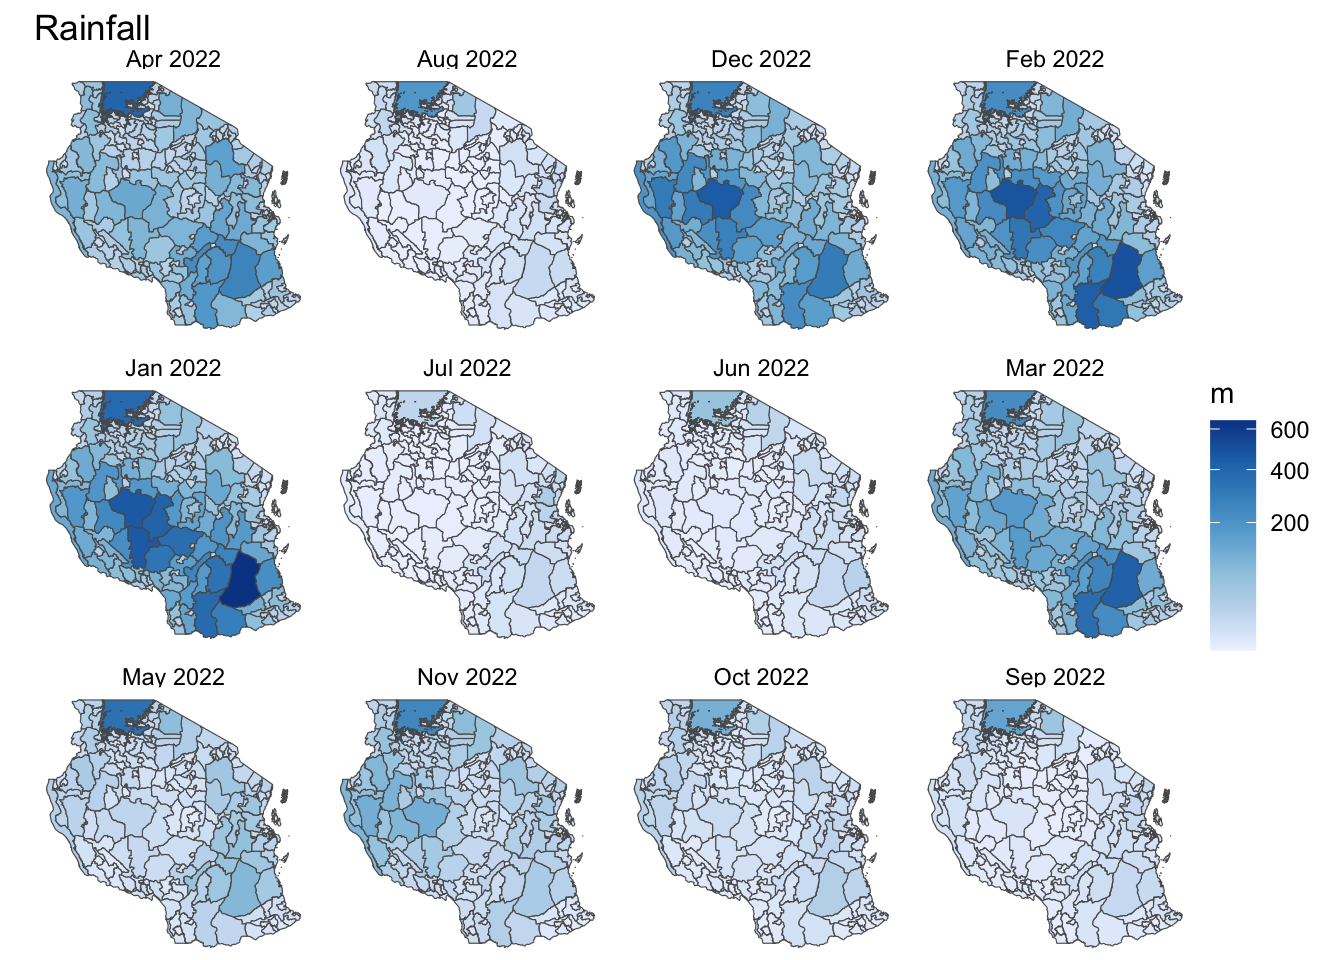 Rainfall
Apr 2022
Aug 2022
Dec 2022
Feb 2022
Jan 2022
Jul 2022
Jun 2022
Mar 2022
m
600
400
200
May 2022
Nov 2022
Oct 2022
Sep 2022